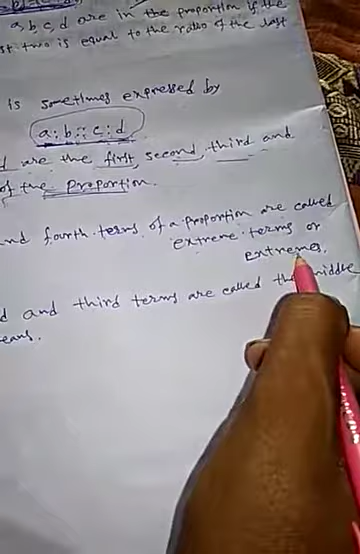 a, b, c, d are in the proportion if the
two is equal to the ratio of the last
is sometimes expressed by
a : b :: c : d
are the first, second, third and
of the proportion.
and fourth terms of a proportion are called
extreme terms or
extremes.
and third terms are called the middle